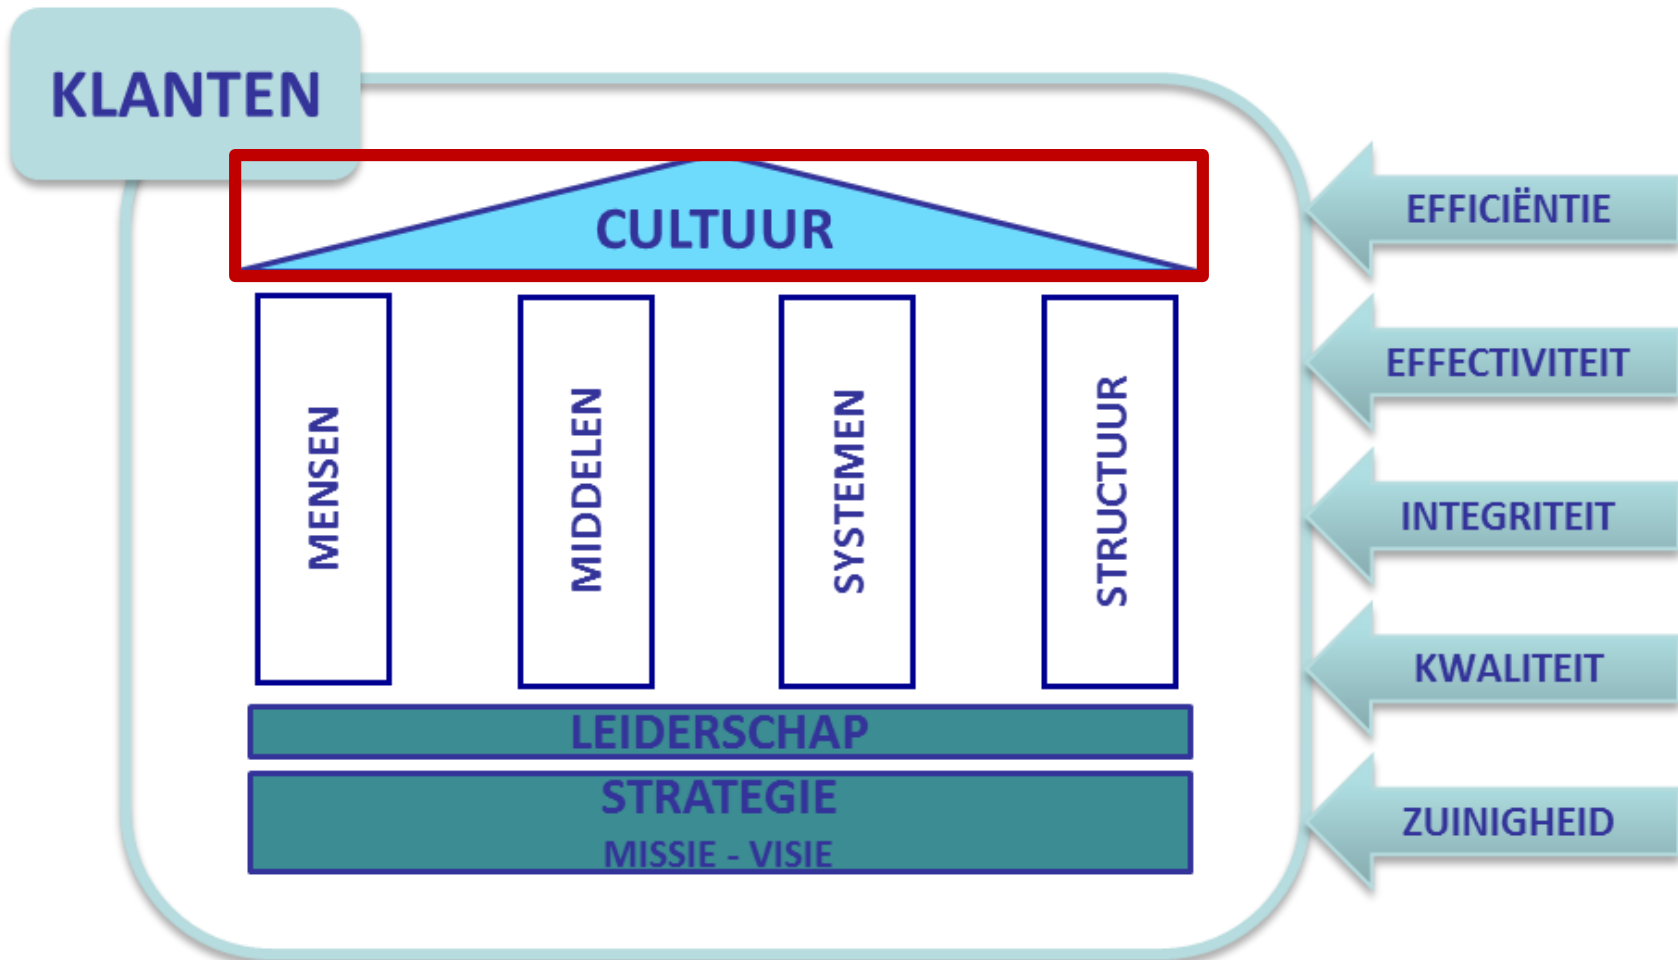 KLANTEN
CULTUUR
MENSEN
MIDDELEN
SYSTEMEN
STRUCTUUR
LEIDERSCHAP
STRATEGIE
MISSIE - VISIE
EFFICIËNTIE
EFFECTIVITEIT
INTEGRITEIT
KWALITEIT
ZUINIGHEID